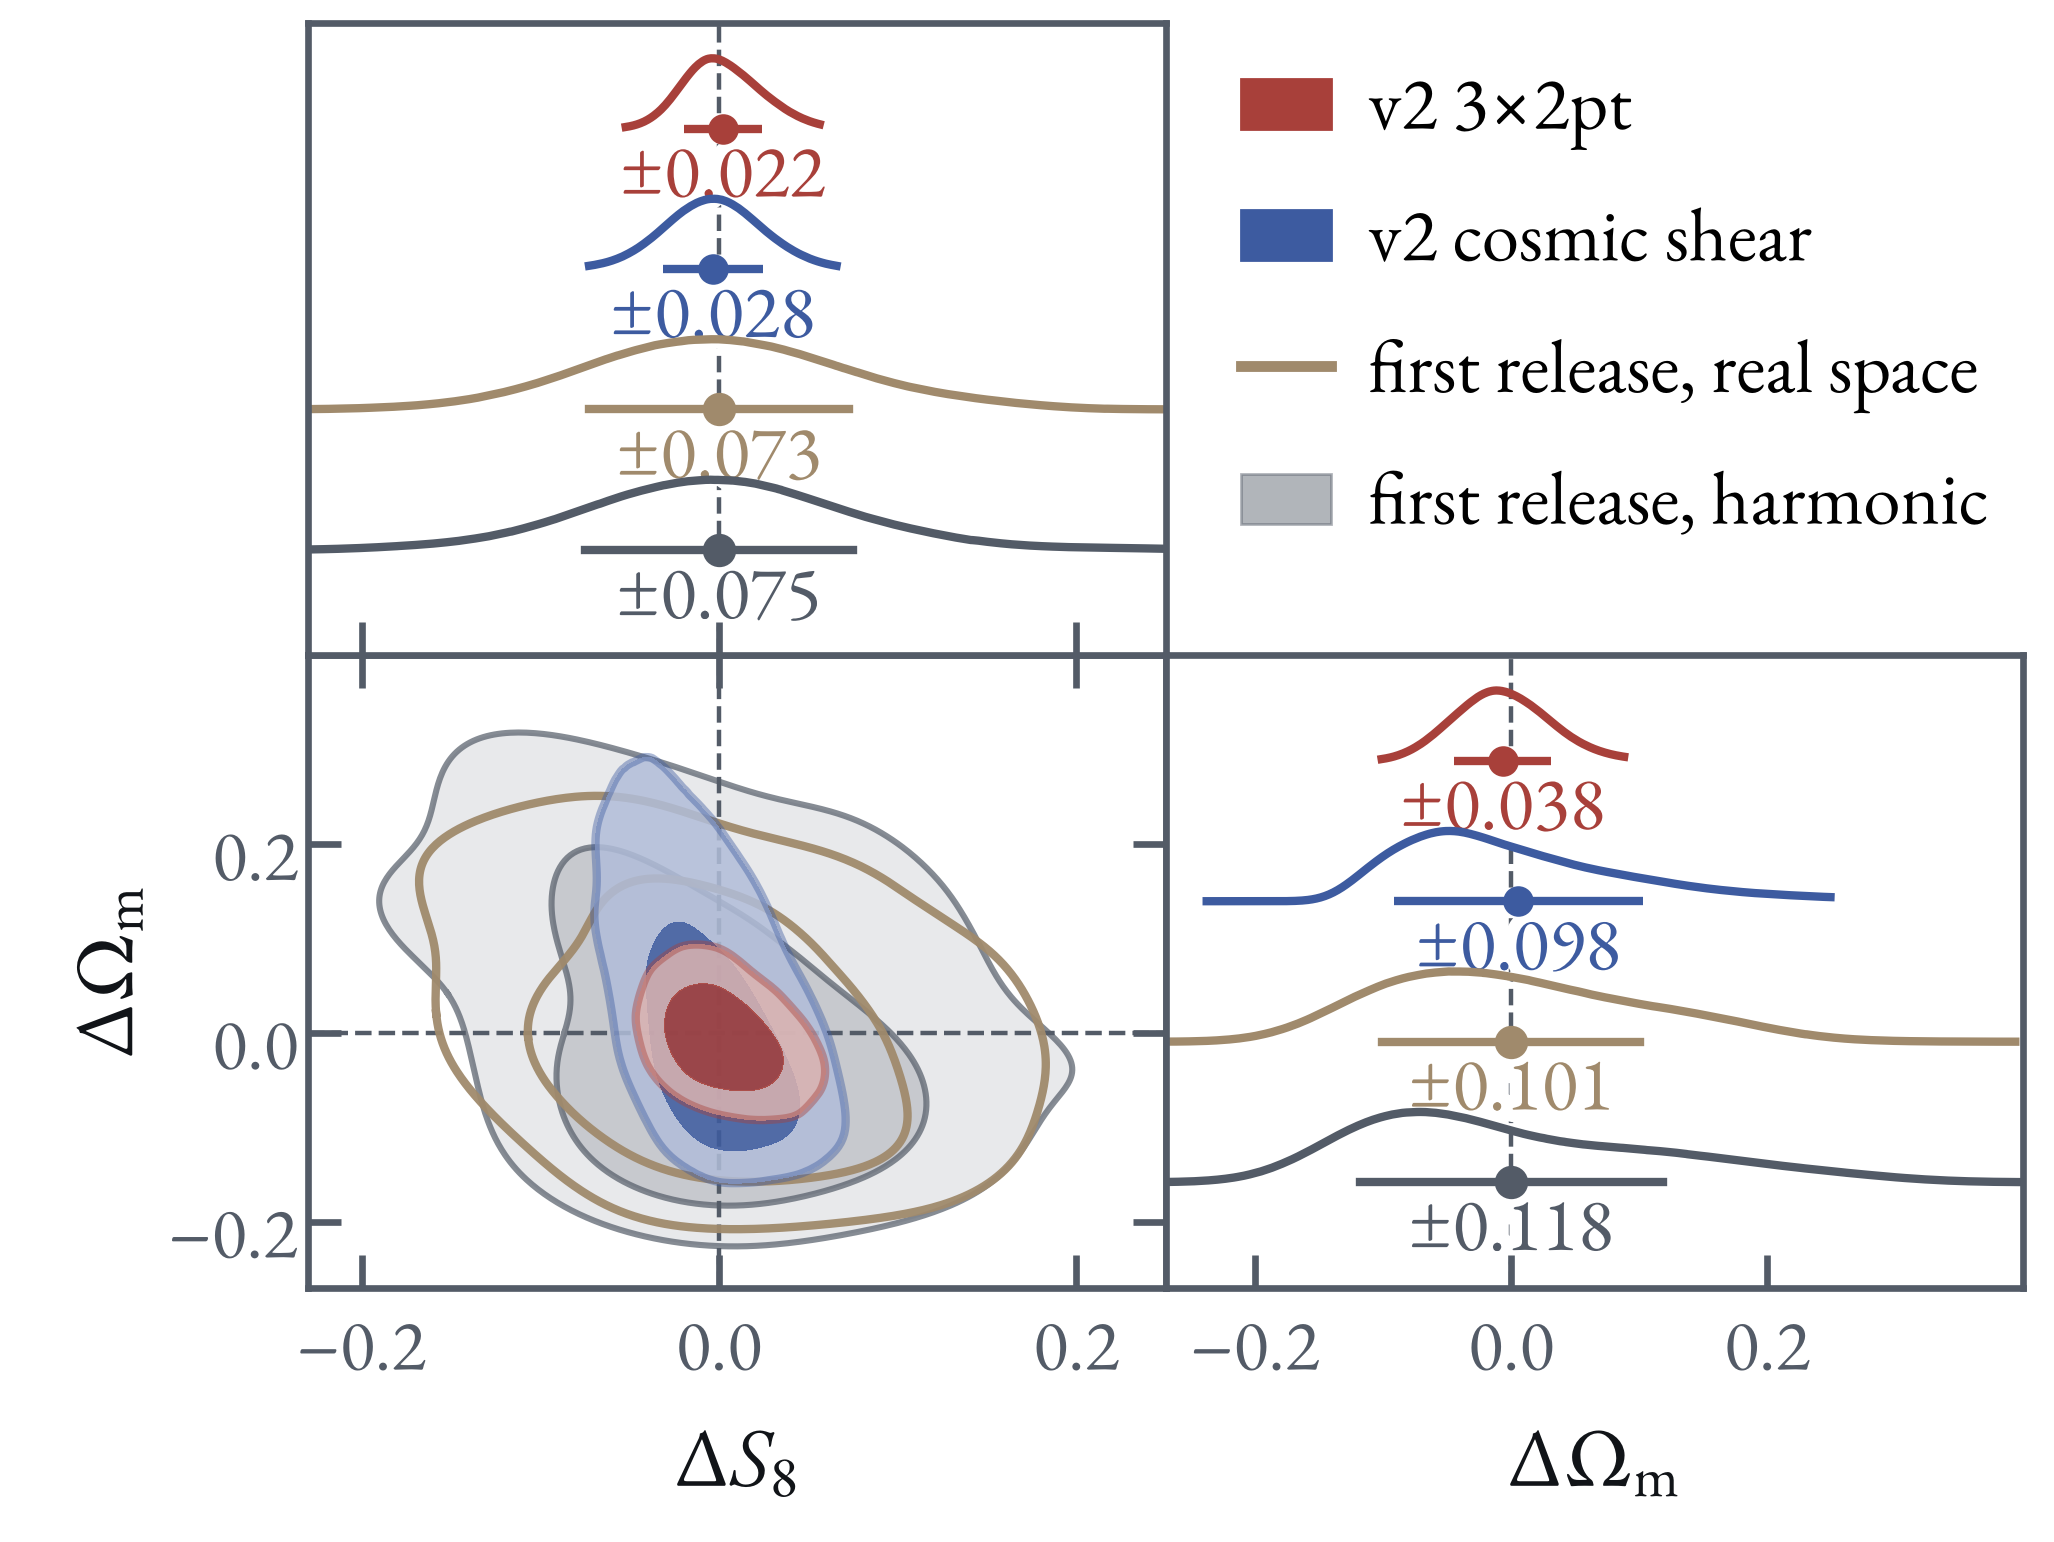 v2 3×2pt
v2 cosmic shear
first release, real space
first release, harmonic
±0.022
±0.028
±0.073
±0.075
±0.038
±0.098
±0.101
±0.118
ΔΩm
0.2
0.0
−0.2
−0.2 0.0 0.2
−0.2 0.0 0.2
ΔS8
ΔΩm